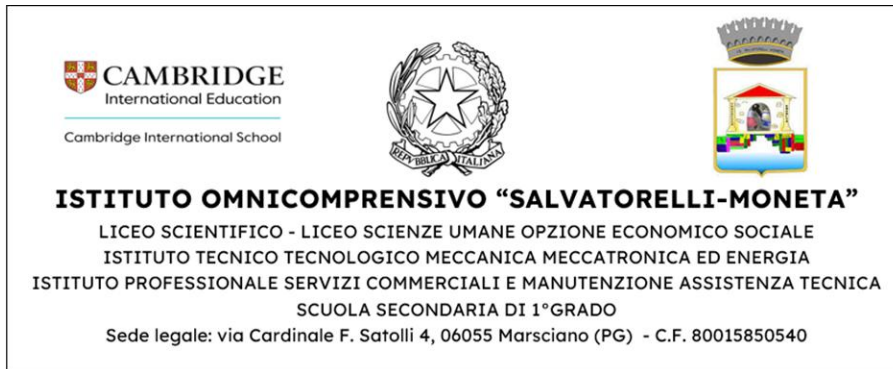 CAMBRIDGE
International Education
Cambridge International School
REPVBBLICA ITALIANA
ISTITUTO OMNICOMPRENSIVO “SALVATORELLI-MONETA”
LICEO SCIENTIFICO - LICEO SCIENZE UMANE OPZIONE ECONOMICO SOCIALE
ISTITUTO TECNICO TECNOLOGICO MECCANICA MECCATRONICA ED ENERGIA
ISTITUTO PROFESSIONALE SERVIZI COMMERCIALI E MANUTENZIONE ASSISTENZA TECNICA
SCUOLA SECONDARIA DI 1°GRADO
Sede legale: via Cardinale F. Satolli 4, 06055 Marsciano (PG) - C.F. 80015850540